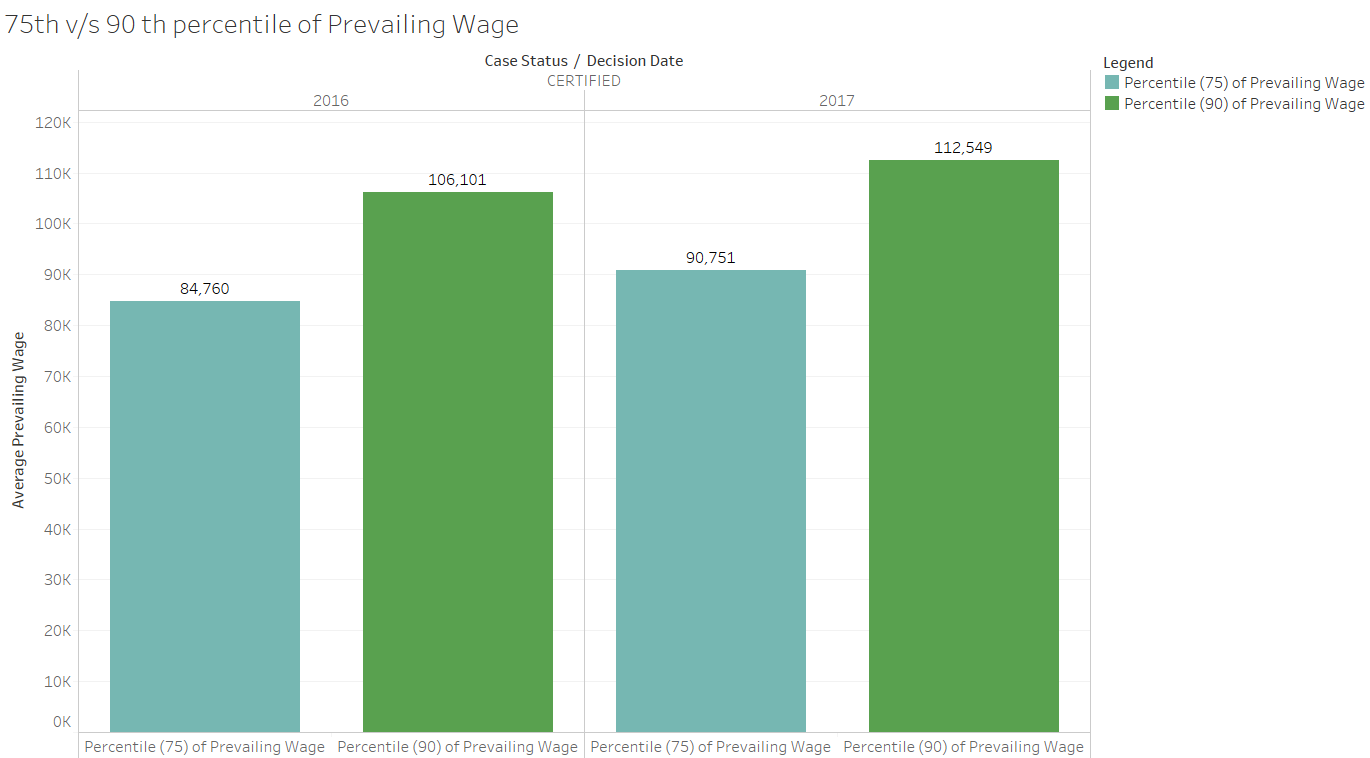 75th v/s 90 th percentile of Prevailing Wage
Case Status / Decision Date
CERTIFIED
2016
2017
Legend
Percentile (75) of Prevailing Wage
Percentile (90) of Prevailing Wage
Average Prevailing Wage
120K
110K
100K
90K
80K
70K
60K
50K
40K
30K
20K
10K
0K
84,760
106,101
90,751
112,549
Percentile (75) of Prevailing Wage
Percentile (90) of Prevailing Wage
Percentile (75) of Prevailing Wage
Percentile (90) of Prevailing Wage